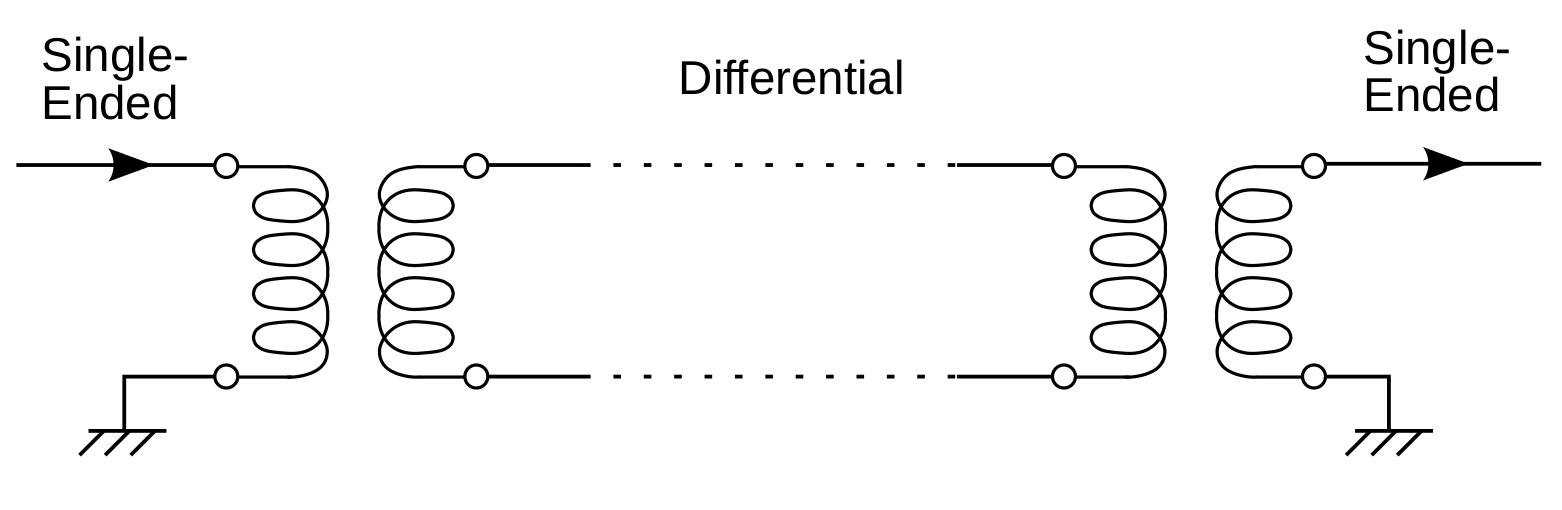 Single-
Ended
Differential
Single-
Ended